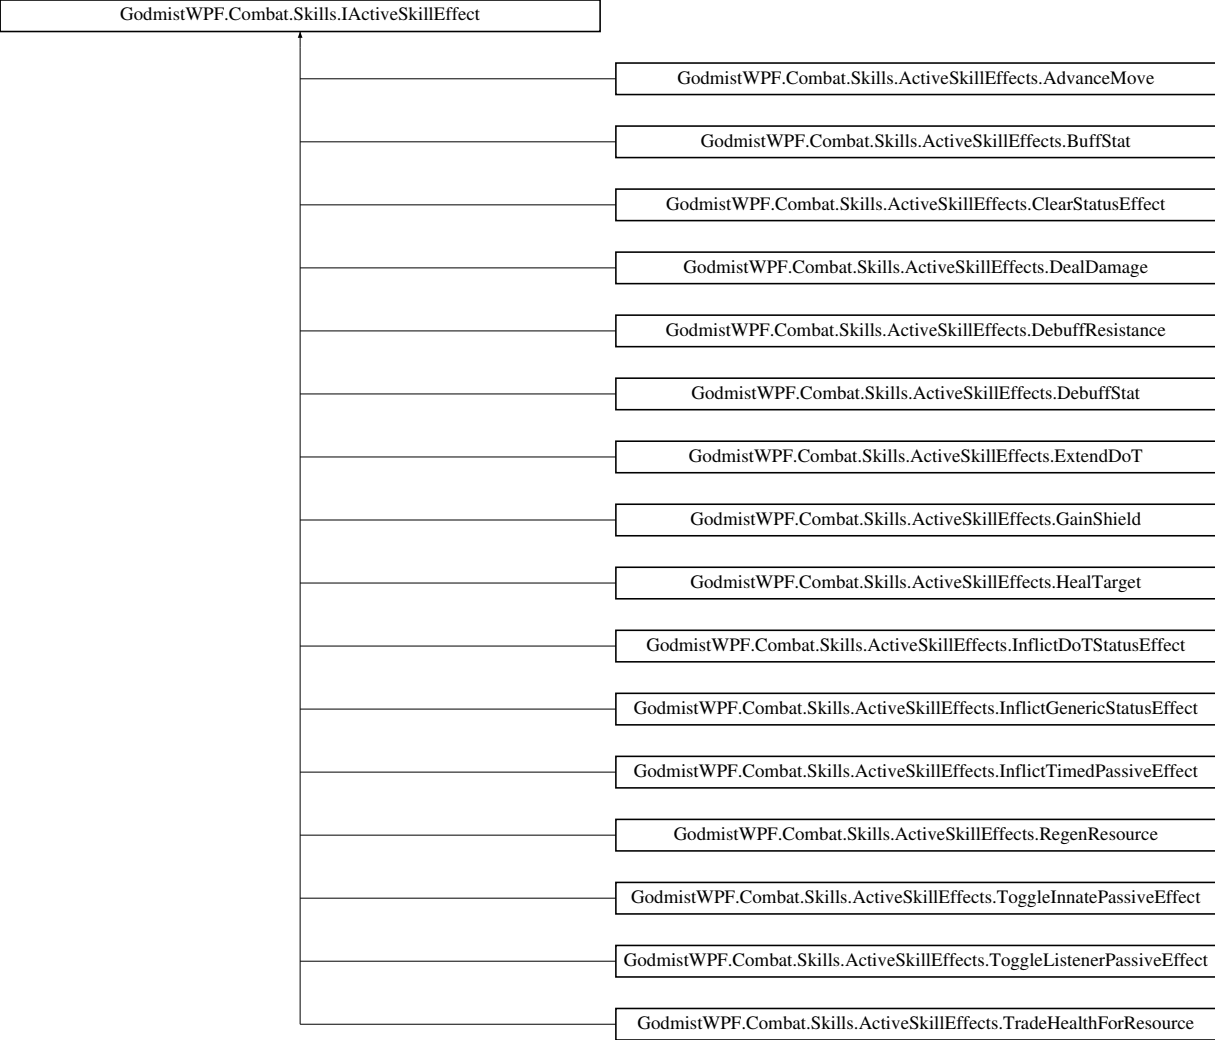 GodmistWPF.Combat.Skills.IActiveSkillEffect
GodmistWPF.Combat.Skills.ActiveSkillEffects.AdvanceMove
GodmistWPF.Combat.Skills.ActiveSkillEffects.BuffStat
GodmistWPF.Combat.Skills.ActiveSkillEffects.ClearStatusEffect
GodmistWPF.Combat.Skills.ActiveSkillEffects.DealDamage
GodmistWPF.Combat.Skills.ActiveSkillEffects.DebuffResistance
GodmistWPF.Combat.Skills.ActiveSkillEffects.DebuffStat
GodmistWPF.Combat.Skills.ActiveSkillEffects.ExtendDoT
GodmistWPF.Combat.Skills.ActiveSkillEffects.GainShield
GodmistWPF.Combat.Skills.ActiveSkillEffects.HealTarget
GodmistWPF.Combat.Skills.ActiveSkillEffects.InflictDoTStatusEffect
GodmistWPF.Combat.Skills.ActiveSkillEffects.InflictGenericStatusEffect
GodmistWPF.Combat.Skills.ActiveSkillEffects.InflictTimedPassiveEffect
GodmistWPF.Combat.Skills.ActiveSkillEffects.RegenResource
GodmistWPF.Combat.Skills.ActiveSkillEffects.ToggleInnatePassiveEffect
GodmistWPF.Combat.Skills.ActiveSkillEffects.ToggleListenerPassiveEffect
GodmistWPF.Combat.Skills.ActiveSkillEffects.TradeHealthForResource